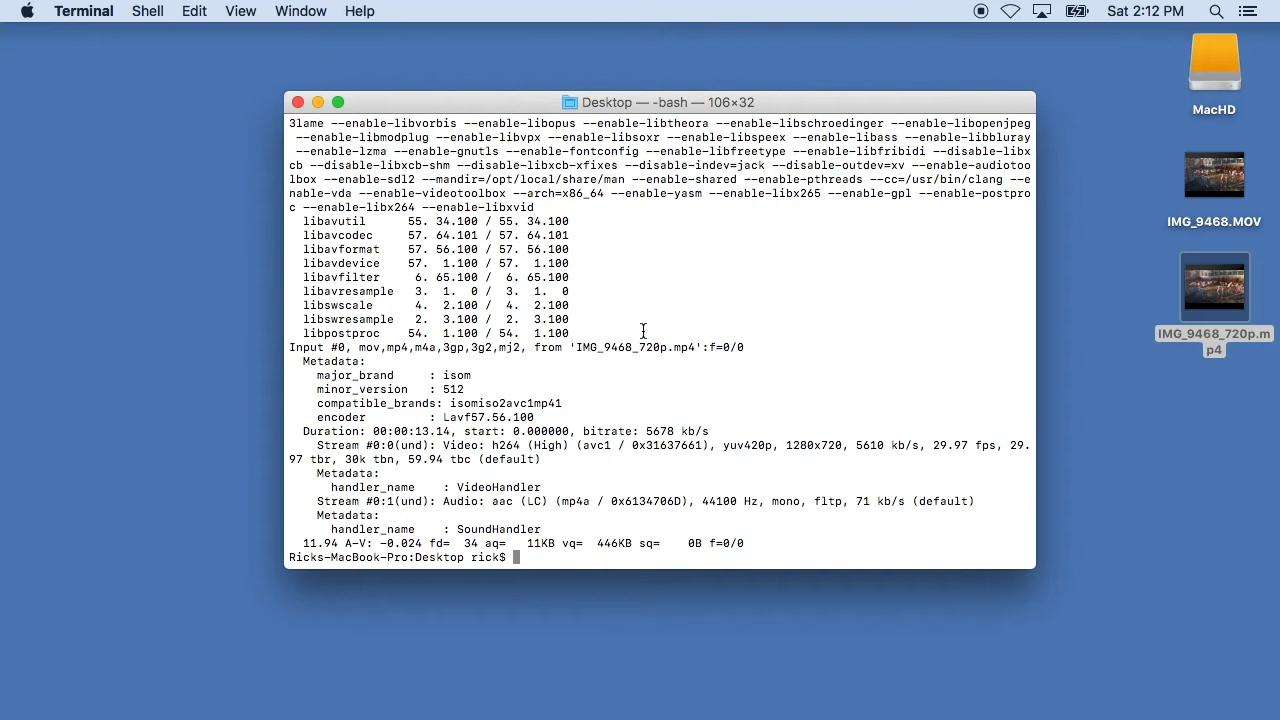 Terminal Shell Edit View Window Help Sat 2:12 PM
Desktop — -bash — 106×32
3lame --enable-libvorbis --enable-libopus --enable-libtheora --enable-libschroedinger --enable-libopenjpeg
 --enable-libmodplug --enable-libvpx --enable-libsoxr --enable-libspeex --enable-libass --enable-libbluray
 --enable-lzma --enable-gnutls --enable-fontconfig --enable-libfreetype --enable-libfribidi --disable-libx
cb --disable-libxcb-shm --disable-libxcb-xfixes --disable-indev=jack --disable-outdev=xv --enable-audiotoo
lbox --enable-sdl2 --mandir=/opt/local/share/man --enable-shared --enable-pthreads --cc=/usr/bin/clang --e
nable-vda --enable-videotoolbox --arch=x86_64 --enable-yasm --enable-libx265 --enable-gpl --enable-postpro
c --enable-libx264 --enable-libxvid
  libavutil      55. 34.100 / 55. 34.100
  libavcodec     57. 64.101 / 57. 64.101
  libavformat    57. 56.100 / 57. 56.100
  libavdevice    57.  1.100 / 57.  1.100
  libavfilter     6. 65.100 /  6. 65.100
  libavresample   3.  1.  0 /  3.  1.  0
  libswscale      4.  2.100 /  4.  2.100
  libswresample   2.  3.100 /  2.  3.100
  libpostproc    54.  1.100 / 54.  1.100
Input #0, mov,mp4,m4a,3gp,3g2,mj2, from 'IMG_9468_720p.mp4':f=0/0
  Metadata:
    major_brand     : isom
    minor_version   : 512
    compatible_brands: isomiso2avc1mp41
    encoder         : Lavf57.56.100
  Duration: 00:00:13.14, start: 0.000000, bitrate: 5678 kb/s
    Stream #0:0(und): Video: h264 (High) (avc1 / 0x31637661), yuv420p, 1280x720, 5610 kb/s, 29.97 fps, 29.
97 tbr, 30k tbn, 59.94 tbc (default)
    Metadata:
      handler_name    : VideoHandler
    Stream #0:1(und): Audio: aac (LC) (mp4a / 0x6134706D), 44100 Hz, mono, fltp, 71 kb/s (default)
    Metadata:
      handler_name    : SoundHandler
  11.94 A-V: -0.024 fd=  34 aq=   11KB vq=  446KB sq=    0B f=0/0
Ricks-MacBook-Pro:Desktop rick$
MacHD
IMG_9468.MOV
IMG_9468_720p.m
p4